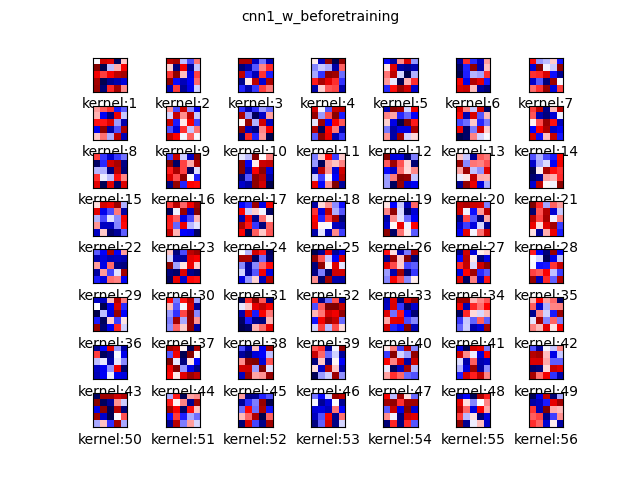 cnn1_w_beforetraining
kernel:1 kernel:2 kernel:3 kernel:4 kernel:5 kernel:6 kernel:7
kernel:8 kernel:9 kernel:10 kernel:11 kernel:12 kernel:13 kernel:14
kernel:15 kernel:16 kernel:17 kernel:18 kernel:19 kernel:20 kernel:21
kernel:22 kernel:23 kernel:24 kernel:25 kernel:26 kernel:27 kernel:28
kernel:29 kernel:30 kernel:31 kernel:32 kernel:33 kernel:34 kernel:35
kernel:36 kernel:37 kernel:38 kernel:39 kernel:40 kernel:41 kernel:42
kernel:43 kernel:44 kernel:45 kernel:46 kernel:47 kernel:48 kernel:49
kernel:50 kernel:51 kernel:52 kernel:53 kernel:54 kernel:55 kernel:56